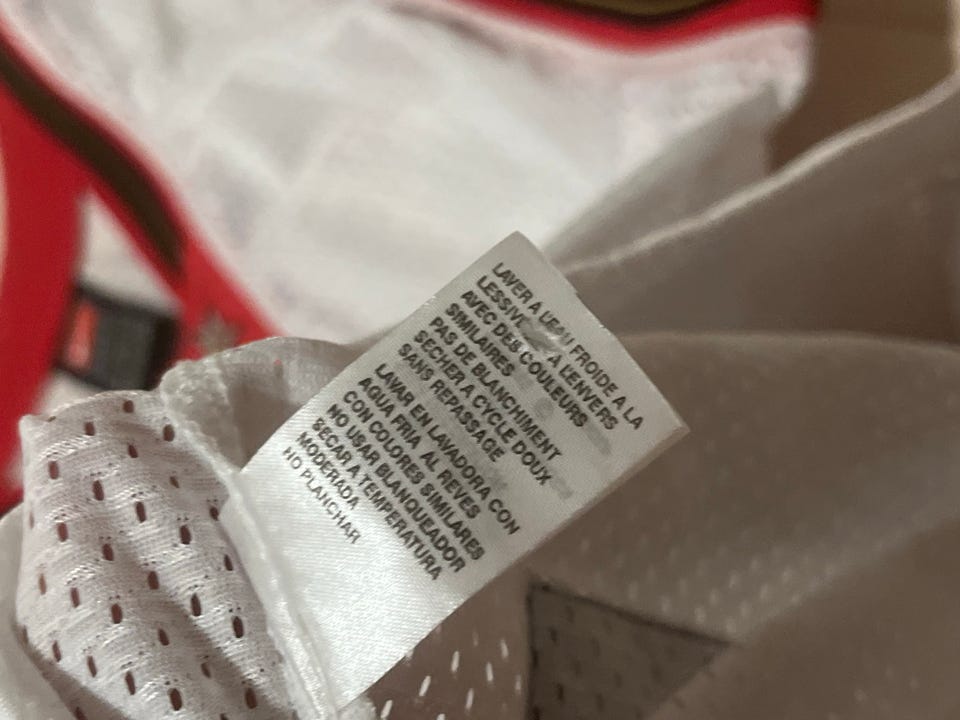 LAVER A L'EAU FROIDE A LA
LESSIVE A L'ENVERS
AVEC DES COULEURS
SIMILAIRES
PAS DE BLANCHIMENT
SECHER A CYCLE DOUX
SANS REPASSAGE
LAVAR EN LAVADORA CON
AQUA FRIA AL REVES
CON COLORES SIMILARES
NO USAR BLANQUEADOR
SECAR A TEMPERATURA
MODERADA
NO PLANCHAR